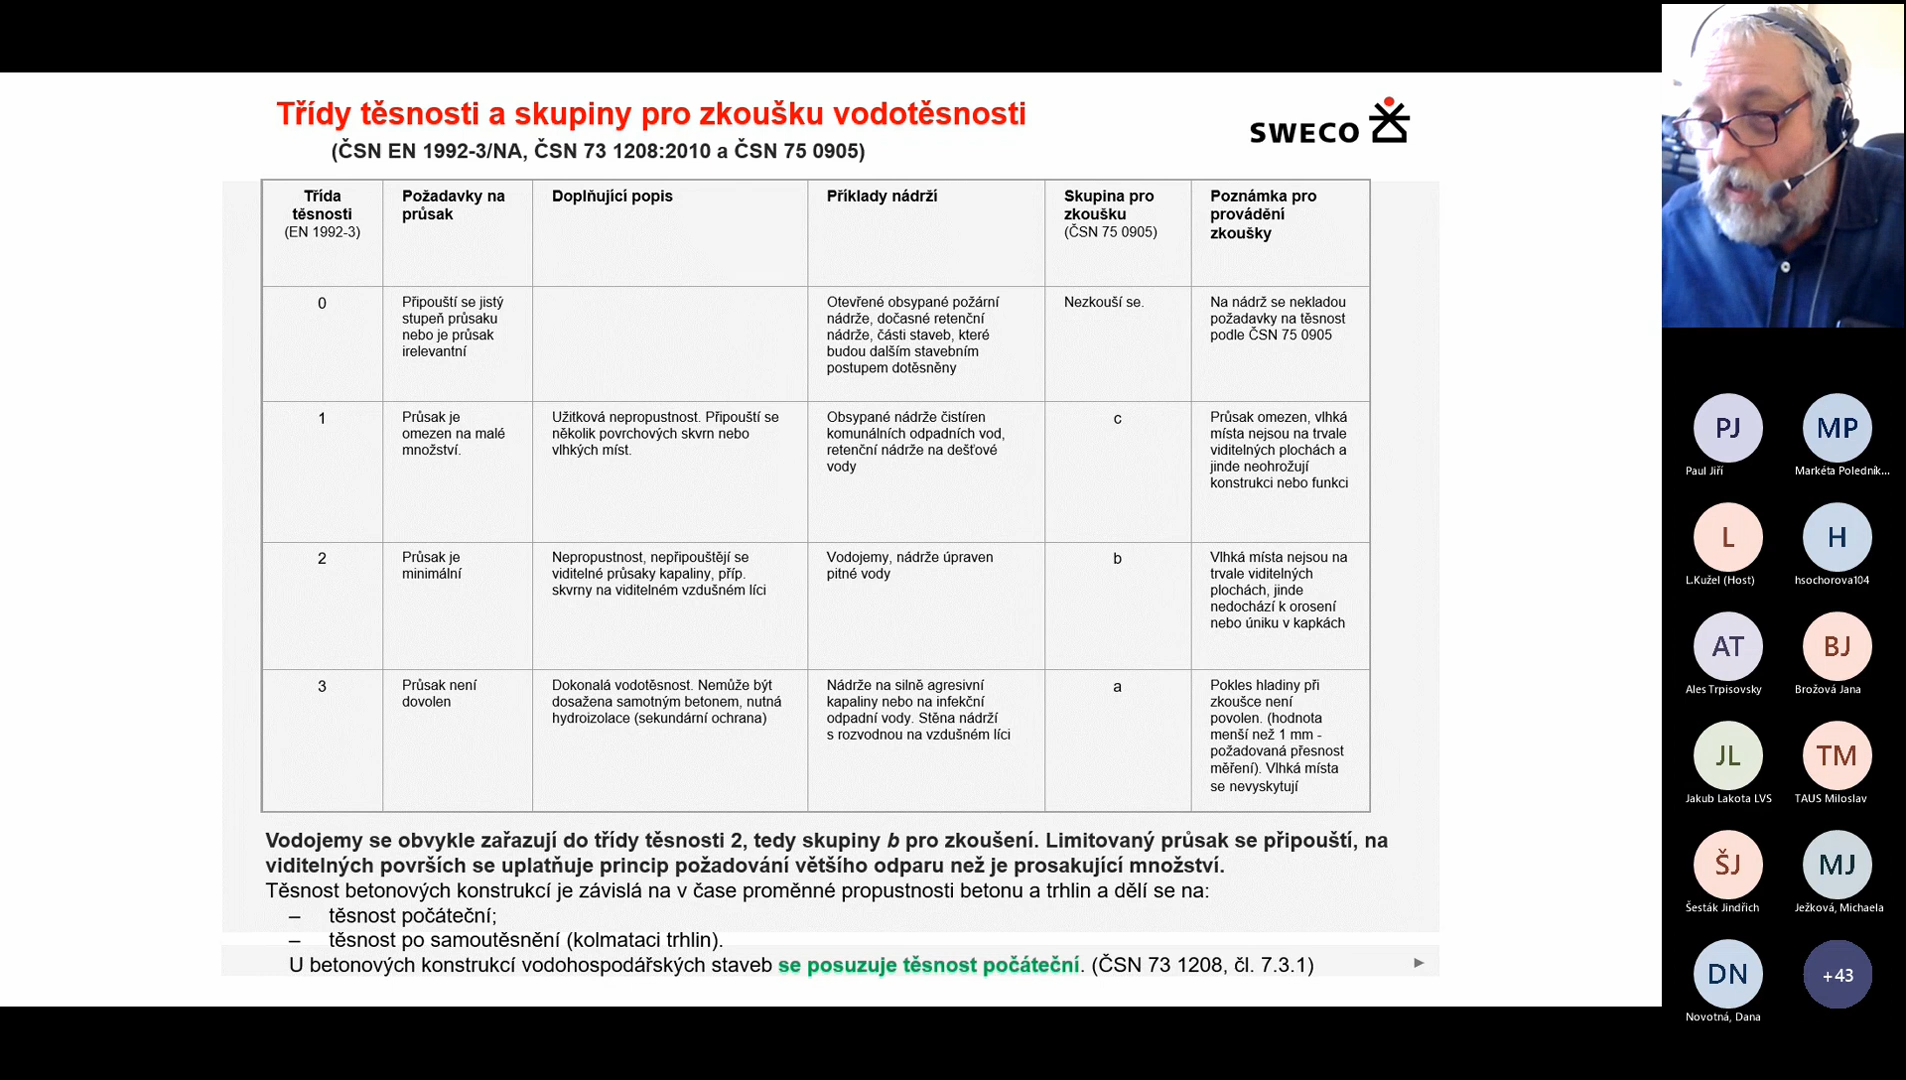 Třídy těsnosti a skupiny pro zkoušku vodotěsnosti
(ČSN EN 1992-3/NA, ČSN 73 1208:2010 a ČSN 75 0905)
SWECO
Třída
těsnosti
(EN 1992-3)
Požadavky na
průsak
Doplňující popis
Příklady nádrží
Skupina pro
zkoušku
(ČSN 75 0905)
Poznámka pro
provádění
zkoušky
0
Připouští se jistý
stupeň průsaku
nebo je průsak
irelevantní
Otevřené obsypané požární
nádrže, dočasné retenční
nádrže, části staveb, které
budou dalším stavebním
postupem dotěsněny
Nezkouší se.
Na nádrž se nekladou
požadavky na těsnost
podle ČSN 75 0905
1
Průsak je
omezen na malé
množství.
Užitková nepropustnost. Připouští se
několik povrchových skvrn nebo
vlhkých míst.
Obsypané nádrže čistíren
komunálních odpadních vod,
retenční nádrže na dešťové
vody
c
Průsak omezen, vlhká
místa nejsou na trvale
viditelných plochách a
jinde neohrožují
konstrukci nebo funkci
2
Průsak je
minimální
Nepropustnost, nepřipouštějí se
viditelné průsaky kapaliny, příp.
skvrny na viditelném vzdušném líci
Vodojemy, nádrže úpraven
pitné vody
b
Vlhká místa nejsou na
trvale viditelných
plochách, jinde
nedochází k orosení
nebo úniku v kapkách
3
Průsak není
dovolen
Dokonalá vodotěsnost. Nemůže být
dosažena samotným betonem, nutná
hydroizolace (sekundární ochrana)
Nádrže na silně agresivní
kapaliny nebo na infekční
odpadní vody. Stěna nádrží
s rozvodnou na vzdušném líci
a
Pokles hladiny při
zkoušce není
povolen. (hodnota
menší než 1 mm -
požadovaná přesnost
měření). Vlhká místa
se nevyskytují
Vodojemy se obvykle zařazují do třídy těsnosti 2, tedy skupiny b pro zkoušení. Limitovaný průsak se připouští, na
viditelných površích se uplatňuje princip požadování většího odparu než je prosakující množství.
Těsnost betonových konstrukcí je závislá na v čase proměnné propustnosti betonu a trhlin a dělí se na:
– těsnost počáteční;
– těsnost po samoutěsnění (kolmataci trhlin).
U betonových konstrukcí vodohospodářských staveb se posuzuje těsnost počáteční. (ČSN 73 1208, čl. 7.3.1)
PJ
Paul Jiří
MP
Markéta Poledník...
L
L.Kužel (Host)
H
hsochorova104
AT
Ales Trpisovsky
BJ
Brožová Jana
JL
Jakub Lakota LVS
TM
TAUS Miloslav
ŠJ
Šesták Jindřich
MJ
Ježková, Michaela
DN
Novotná, Dana
+43